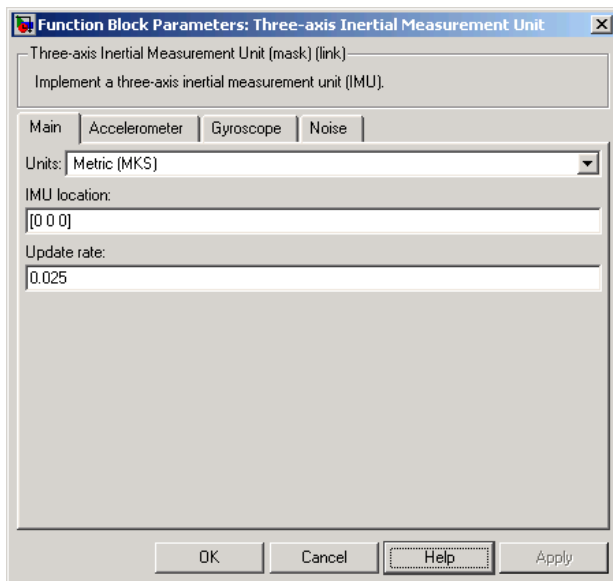 Function Block Parameters: Three-axis Inertial Measurement Unit
Three-axis Inertial Measurement Unit (mask) (link)
Implement a three-axis inertial measurement unit (IMU).
Main Accelerometer Gyroscope Noise
Units: Metric (MKS)
IMU location:
[0 0 0]
Update rate:
0.025
OK Cancel Help Apply